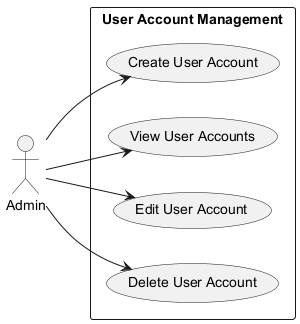 User Account Management
Create User Account
View User Accounts
Admin
Edit User Account
Delete User Account